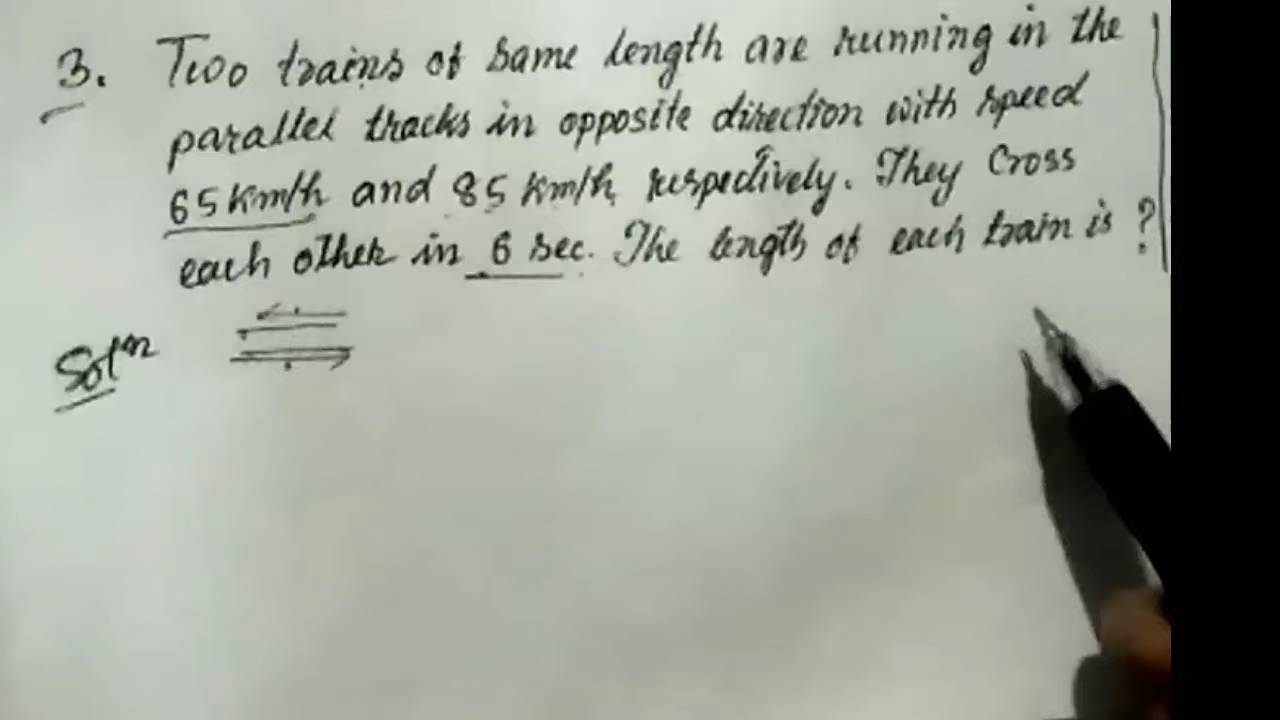 3. Two trains of same length are running in the
parallel tracks in opposite direction with speed
65 Km/h and 85 Km/h respectively. They Cross
each other in 6 sec. The length of each train is ?
Solⁿ